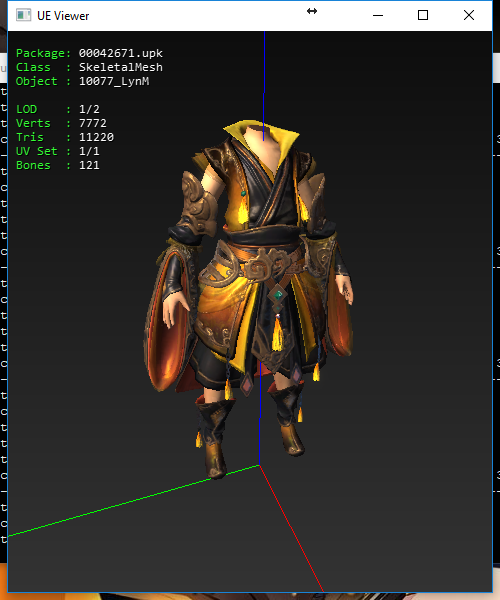 UE Viewer
Package: 00042671.upk
Class : SkeletalMesh
Object : 10077_LynM
LOD : 1/2
Verts : 7772
Tris : 11220
UV Set : 1/1
Bones : 121